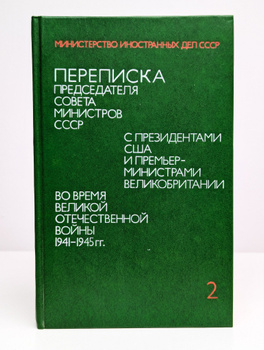 МИНИСТЕРСТВО ИНОСТРАННЫХ ДЕЛ СССР
ПЕРЕПИСКА
ПРЕДСЕДАТЕЛЯ
СОВЕТА
МИНИСТРОВ
СССР
С ПРЕЗИДЕНТАМИ
США
И ПРЕМЬЕР-
МИНИСТРАМИ
ВЕЛИКОБРИТАНИИ
ВО ВРЕМЯ
ВЕЛИКОЙ
ОТЕЧЕСТВЕННОЙ
ВОЙНЫ
1941–1945 гг.
2